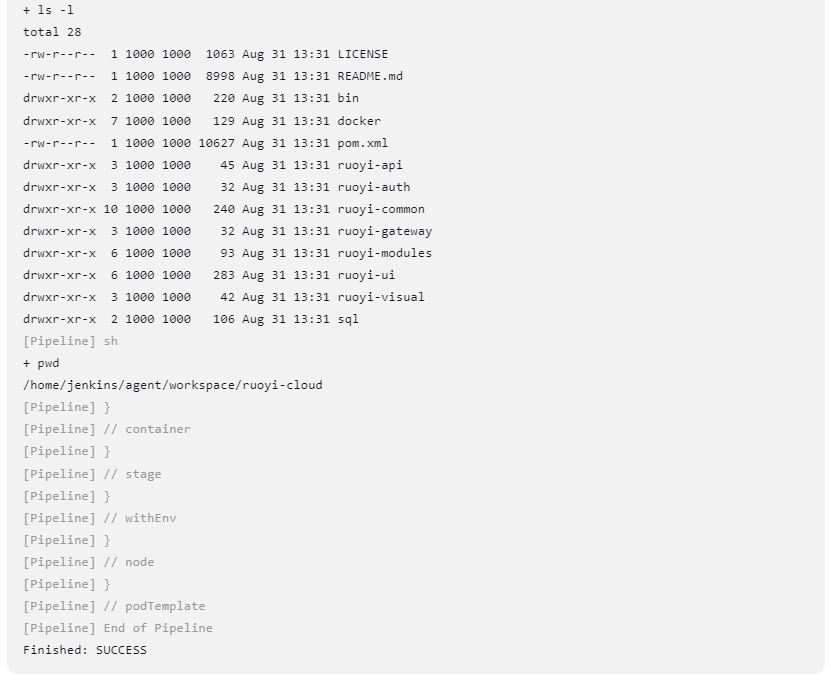 + ls -l
total 28
-rw-r--r--  1 1000 1000  1063 Aug 31 13:31 LICENSE
-rw-r--r--  1 1000 1000  8998 Aug 31 13:31 README.md
drwxr-xr-x  2 1000 1000   220 Aug 31 13:31 bin
drwxr-xr-x  7 1000 1000   129 Aug 31 13:31 docker
-rw-r--r--  1 1000 1000 10627 Aug 31 13:31 pom.xml
drwxr-xr-x  3 1000 1000    45 Aug 31 13:31 ruoyi-api
drwxr-xr-x  3 1000 1000    32 Aug 31 13:31 ruoyi-auth
drwxr-xr-x 10 1000 1000   240 Aug 31 13:31 ruoyi-common
drwxr-xr-x  3 1000 1000    32 Aug 31 13:31 ruoyi-gateway
drwxr-xr-x  6 1000 1000    93 Aug 31 13:31 ruoyi-modules
drwxr-xr-x  6 1000 1000   283 Aug 31 13:31 ruoyi-ui
drwxr-xr-x  3 1000 1000    42 Aug 31 13:31 ruoyi-visual
drwxr-xr-x  2 1000 1000   106 Aug 31 13:31 sql
[Pipeline] sh
+ pwd
/home/jenkins/agent/workspace/ruoyi-cloud
[Pipeline] }
[Pipeline] // container
[Pipeline] }
[Pipeline] // stage
[Pipeline] }
[Pipeline] // withEnv
[Pipeline] }
[Pipeline] // node
[Pipeline] }
[Pipeline] // podTemplate
[Pipeline] End of Pipeline
Finished: SUCCESS